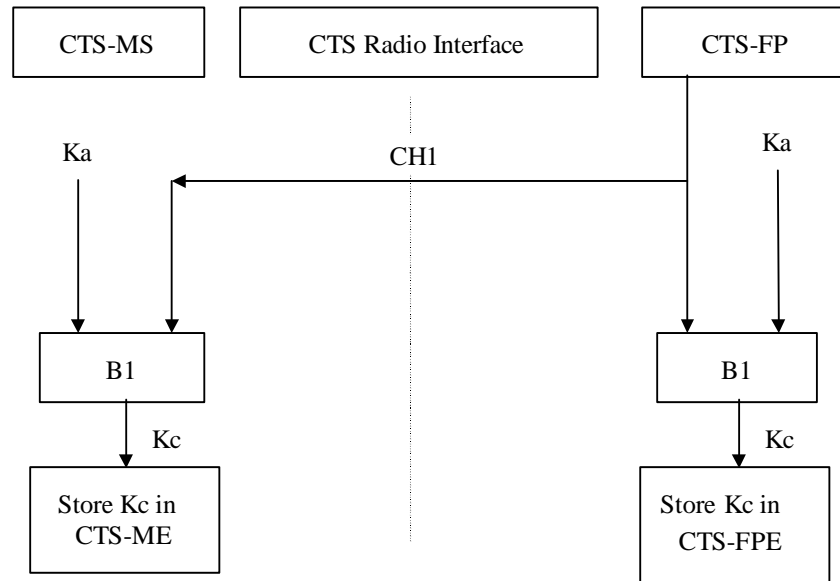 CTS-MS
CTS Radio Interface
CTS-FP
Ka
CH1
Ka
B1
B1
Kc
Kc
Store Kc in
CTS-ME
Store Kc in
CTS-FPE